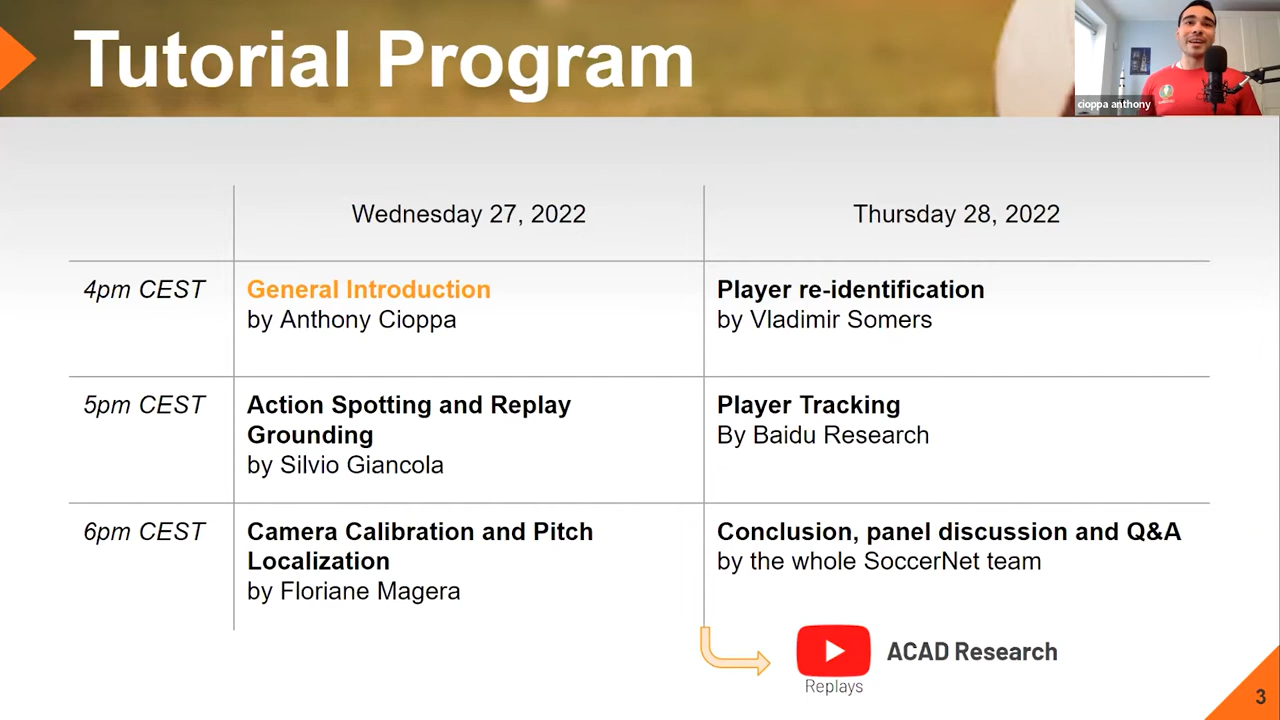 Tutorial Program
cioppa anthony
Wednesday 27, 2022
Thursday 28, 2022
4pm CEST
General Introduction
by Anthony Cioppa
Player re-identification
by Vladimir Somers
5pm CEST
Action Spotting and Replay
Grounding
by Silvio Giancola
Player Tracking
By Baidu Research
6pm CEST
Camera Calibration and Pitch
Localization
by Floriane Magera
Conclusion, panel discussion and Q&A
by the whole SoccerNet team
ACAD Research
Replays
3